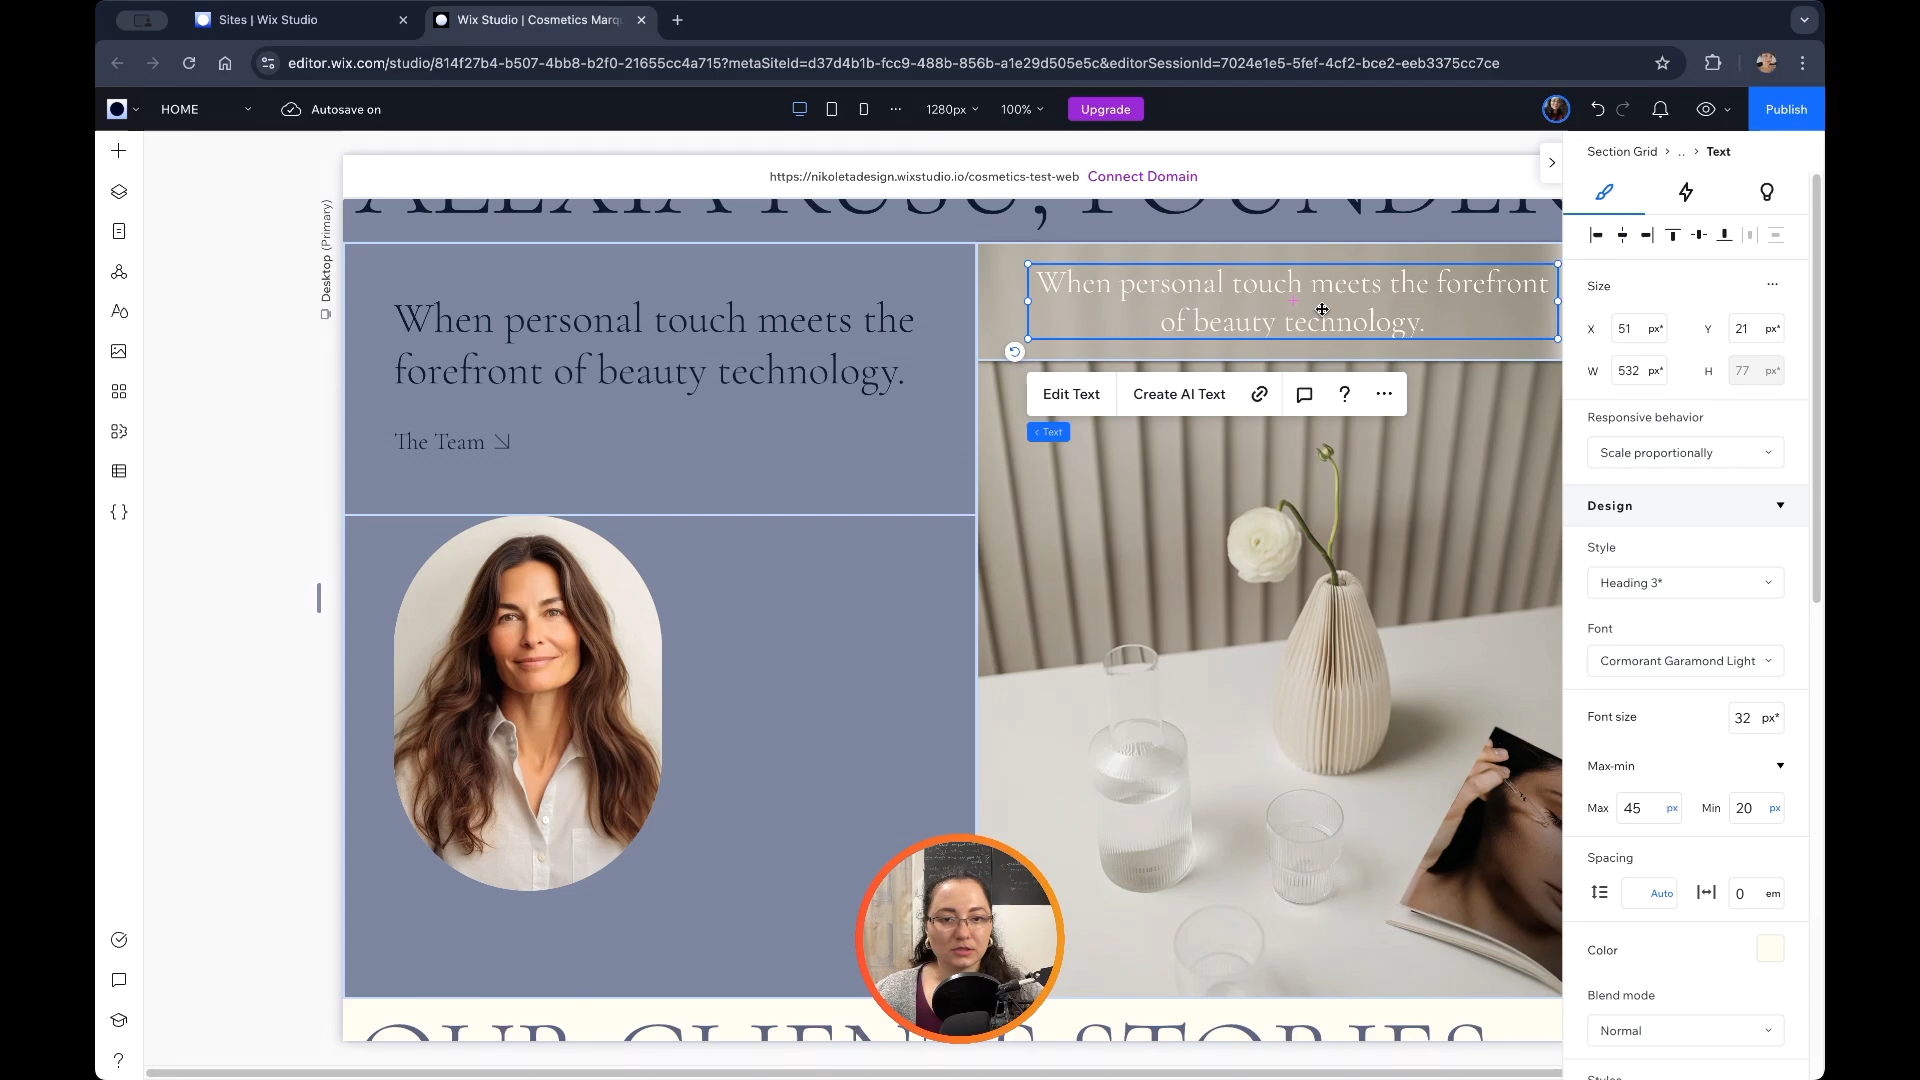 Sites | Wix Studio
Wix Studio | Cosmetics Marq
editor.wix.com/studio/814f27b4-b507-4bb8-b2f0-21655cc4a715?metaSiteId=d37d4b1b-fcc9-488b-856b-a1e29d505e5c&editorSessionId=7024e1e5-5fef-4cf2-bce2-eeb3375cc7ce
HOME
Autosave on
1280px
100%
Upgrade
Publish
Section Grid > .. > Text
https://nikoletadesign.wixstudio.io/cosmetics-test-web Connect Domain
Desktop (Primary)
ALEXIA RUSU, FOUNDER
When personal touch meets the
forefront of beauty technology.
The Team
When personal touch meets the forefront
of beauty technology.
Edit Text
Create AI Text
< Text
OUR CLIENTS STORIES
Size
X 51 px*
Y 21 px*
W 532 px*
H 77 px*
Responsive behavior
Scale proportionally
Design
Style
Heading 3*
Font
Cormorant Garamond Light
Font size
32 px*
Max-min
Max 45 px
Min 20 px
Spacing
Auto
0 em
Color
Blend mode
Normal